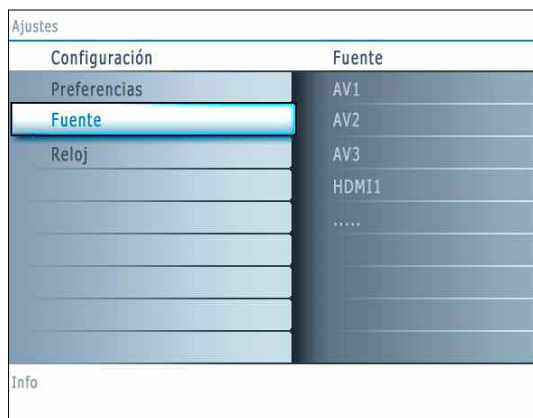 Ajustes
Configuración Fuente
Preferencias AV1
Fuente AV2
Reloj AV3
HDMI1
.....
Info